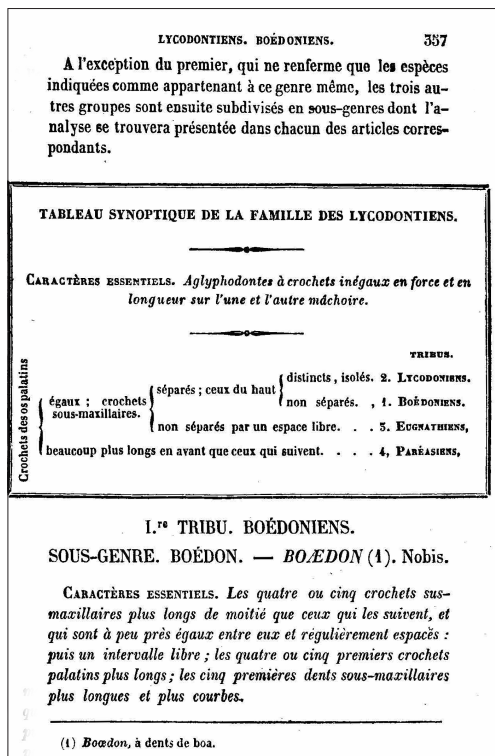 LYCODONTIENS. BOÉDONIENS. 357
A l'exception du premier, qui ne renferme que les espèces
indiquées comme appartenant à ce genre même, les trois au-
tres groupes sont ensuite subdivisés en sous-genres dont l'a-
nalyse se trouvera présentée dans chacun des articles corres-
pondants.
TABLEAU SYNOPTIQUE DE LA FAMILLE DES LYCODONTIENS.
CARACTÈRES ESSENTIELS. Aglyphodontes à crochets inégaux en force et en
longueur sur l'une et l'autre mâchoire.
TRIBUS.
Crochets des os palatins
égaux ; crochets
sous-maxillaires.
séparés ; ceux du haut
distincts, isolés. 2. LYCODONIENS.
non séparés. , 1. BOÉDONIENS.
non séparés par un espace libre. . . 3. EUGNATHIENS,
beaucoup plus longs en avant que ceux qui suivent. . . . . 4, PARÉASIENS,
I.re TRIBU. BOÉDONIENS.
SOUS-GENRE. BOÉDON. — BOÆDON (1). Nobis.
CARACTÈRES ESSENTIELS. Les quatre ou cinq crochets sus-
maxillaires plus longs de moitié que ceux qui les suivent, et
qui sont à peu près égaux entre eux et régulièrement espacés :
puis un intervalle libre ; les quatre ou cinq premiers crochets
palatins plus longs ; les cinq premières dents sous-maxillaires
plus longues et plus courbes.
(1) Boœdon, à dents de boa.